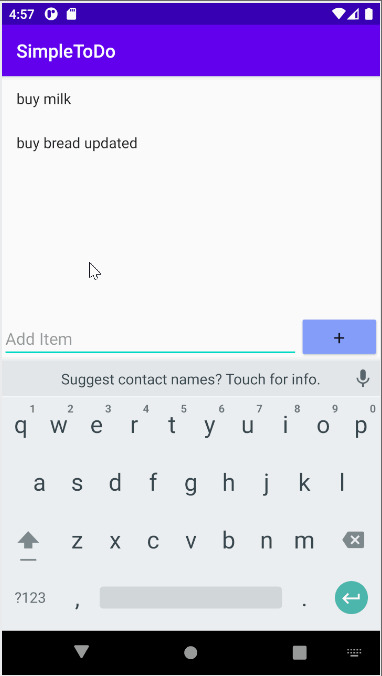 4:57
SimpleToDo
buy milk
buy bread updated
Add Item
+
Suggest contact names? Touch for info.
1 2 3 4 5 6 7 8 9 0
q w e r t y u i o p
a s d f g h j k l
z x c v b n m
?123 , .